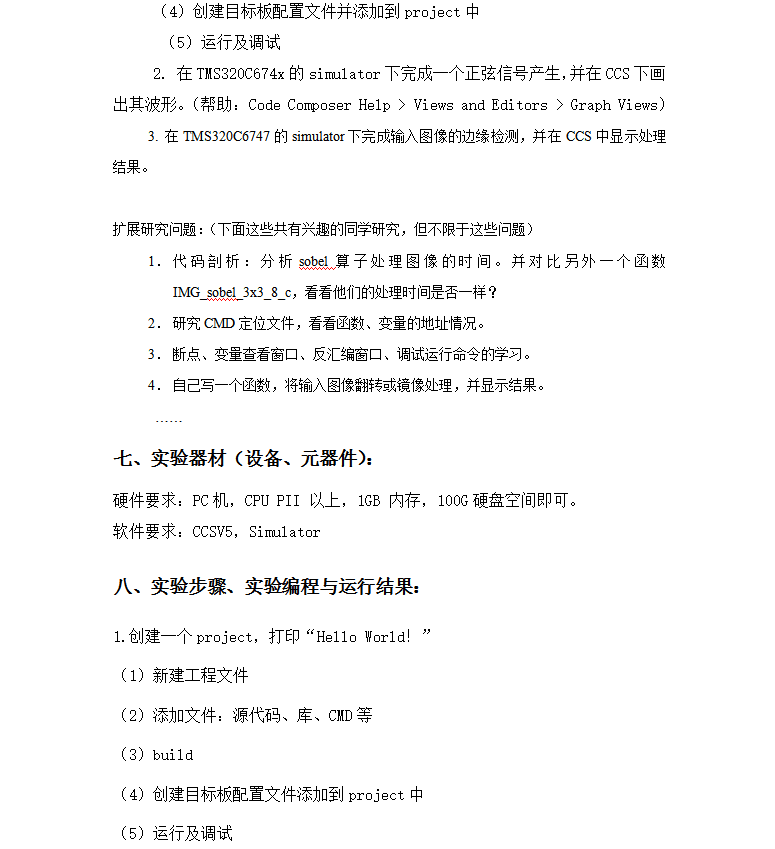 （4）创建目标板配置文件并添加到 project 中
（5）运行及调试
2. 在 TMS320C674x 的 simulator 下完成一个正弦信号产生，并在 CCS 下画
出其波形。（帮助：Code Composer Help > Views and Editors > Graph Views）
3. 在 TMS320C6747 的 simulator 下完成输入图像的边缘检测，并在 CCS 中显示处理
结果。
扩展研究问题：（下面这些共有兴趣的同学研究，但不限于这些问题）
1． 代码剖析：分析 sobel 算子处理图像的时间。并对比另外一个函数
IMG_sobel_3x3_8_c，看看他们的处理时间是否一样？
2． 研究 CMD 定位文件，看看函数、变量的地址情况。
3． 断点、变量查看窗口、反汇编窗口、调试运行命令的学习。
4． 自己写一个函数，将输入图像翻转或镜像处理，并显示结果。
……
七、实验器材（设备、元器件）：
硬件要求：PC 机，CPU PII 以上，1GB 内存，100G 硬盘空间即可。
软件要求：CCSV5，Simulator
八、实验步骤、实验编程与运行结果：
1.创建一个 project，打印“Hello World! ”
（1）新建工程文件
（2）添加文件：源代码、库、CMD 等
（3）build
（4）创建目标板配置文件添加到 project 中
（5）运行及调试